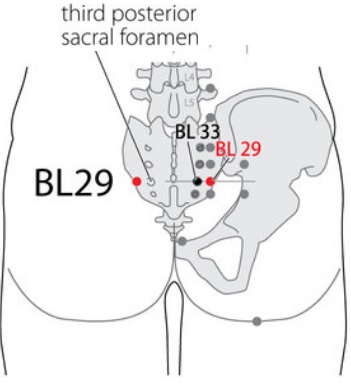 third posterior
sacral foramen
L4
L5
BL 33
BL 29
BL29